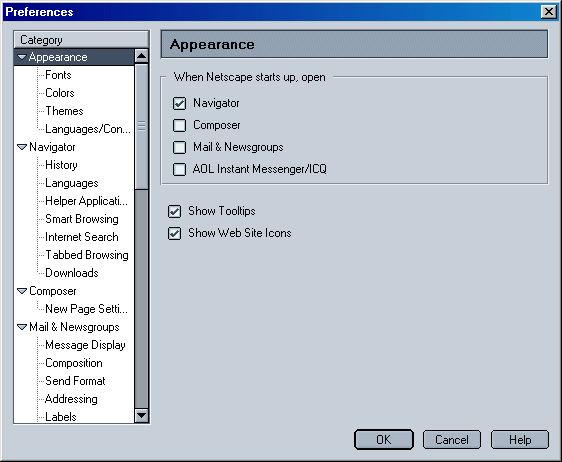 Preferences
Category
Appearance
Fonts
Colors
Themes
Languages/Con...
Navigator
History
Languages
Helper Applicati...
Smart Browsing
Internet Search
Tabbed Browsing
Downloads
Composer
New Page Setti...
Mail & Newsgroups
Message Display
Composition
Send Format
Addressing
Labels
Appearance
When Netscape starts up, open
Navigator
Composer
Mail & Newsgroups
AOL Instant Messenger/ICQ
Show Tooltips
Show Web Site Icons
OK
Cancel
Help